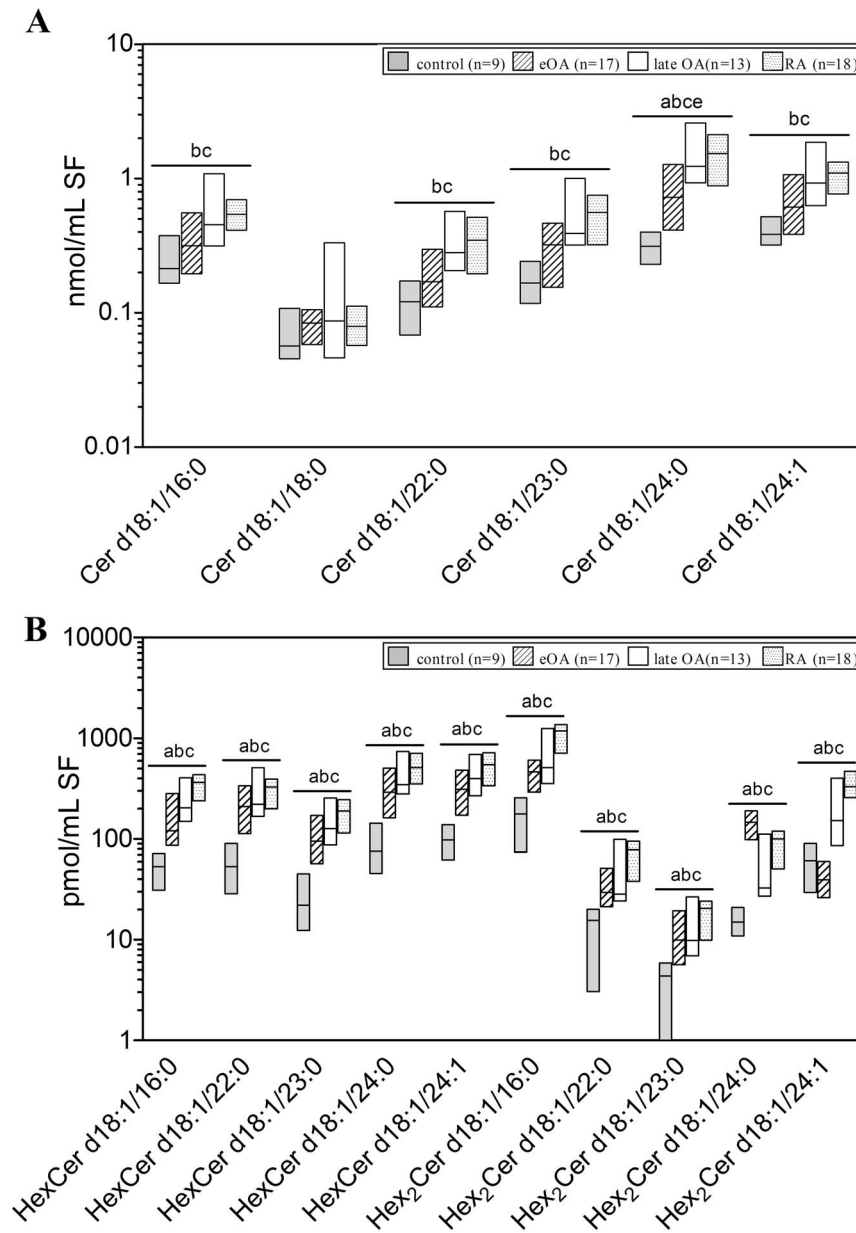 A
control (n=9) eOA (n=17) late OA(n=13) RA (n=18)
nmol/mL SF
10
1
0.1
0.01
bc
bc
bc
abce
bc
Cer d18:1/16:0
Cer d18:1/18:0
Cer d18:1/22:0
Cer d18:1/23:0
Cer d18:1/24:0
Cer d18:1/24:1
B
control (n=9) eOA (n=17) late OA(n=13) RA (n=18)
pmol/mL SF
10000
1000
100
10
1
abc
abc
abc
abc
abc
abc
abc
abc
abc
abc
HexCer d18:1/16:0
HexCer d18:1/22:0
HexCer d18:1/23:0
HexCer d18:1/24:0
HexCer d18:1/24:1
Hex₂Cer d18:1/16:0
Hex₂Cer d18:1/22:0
Hex₂Cer d18:1/23:0
Hex₂Cer d18:1/24:0
Hex₂Cer d18:1/24:1